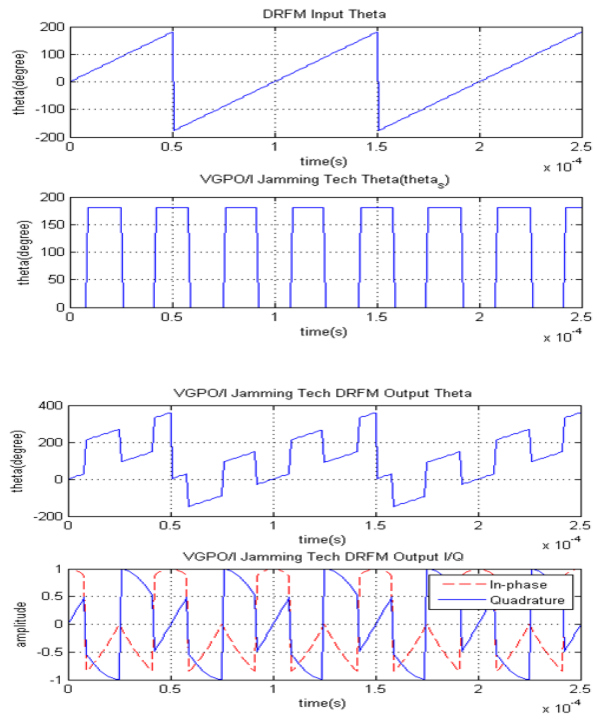 DRFM Input Theta
200
100
0
-100
-200
theta(degree)
0 0.5 1 1.5 2 2.5
time(s)
x 10-4
VGPO/I Jamming Tech Theta(thetas)
200
150
100
50
0
theta(degree)
0 0.5 1 1.5 2 2.5
time(s)
x 10-4
VGPO/I Jamming Tech DRFM Output Theta
400
200
0
-200
theta(degree)
0 0.5 1 1.5 2 2.5
time(s)
x 10-4
VGPO/I Jamming Tech DRFM Output I/Q
1
0.5
0
-0.5
-1
amplitude
In-phase
Quadrature
0 0.5 1 1.5 2 2.5
time(s)
x 10-4